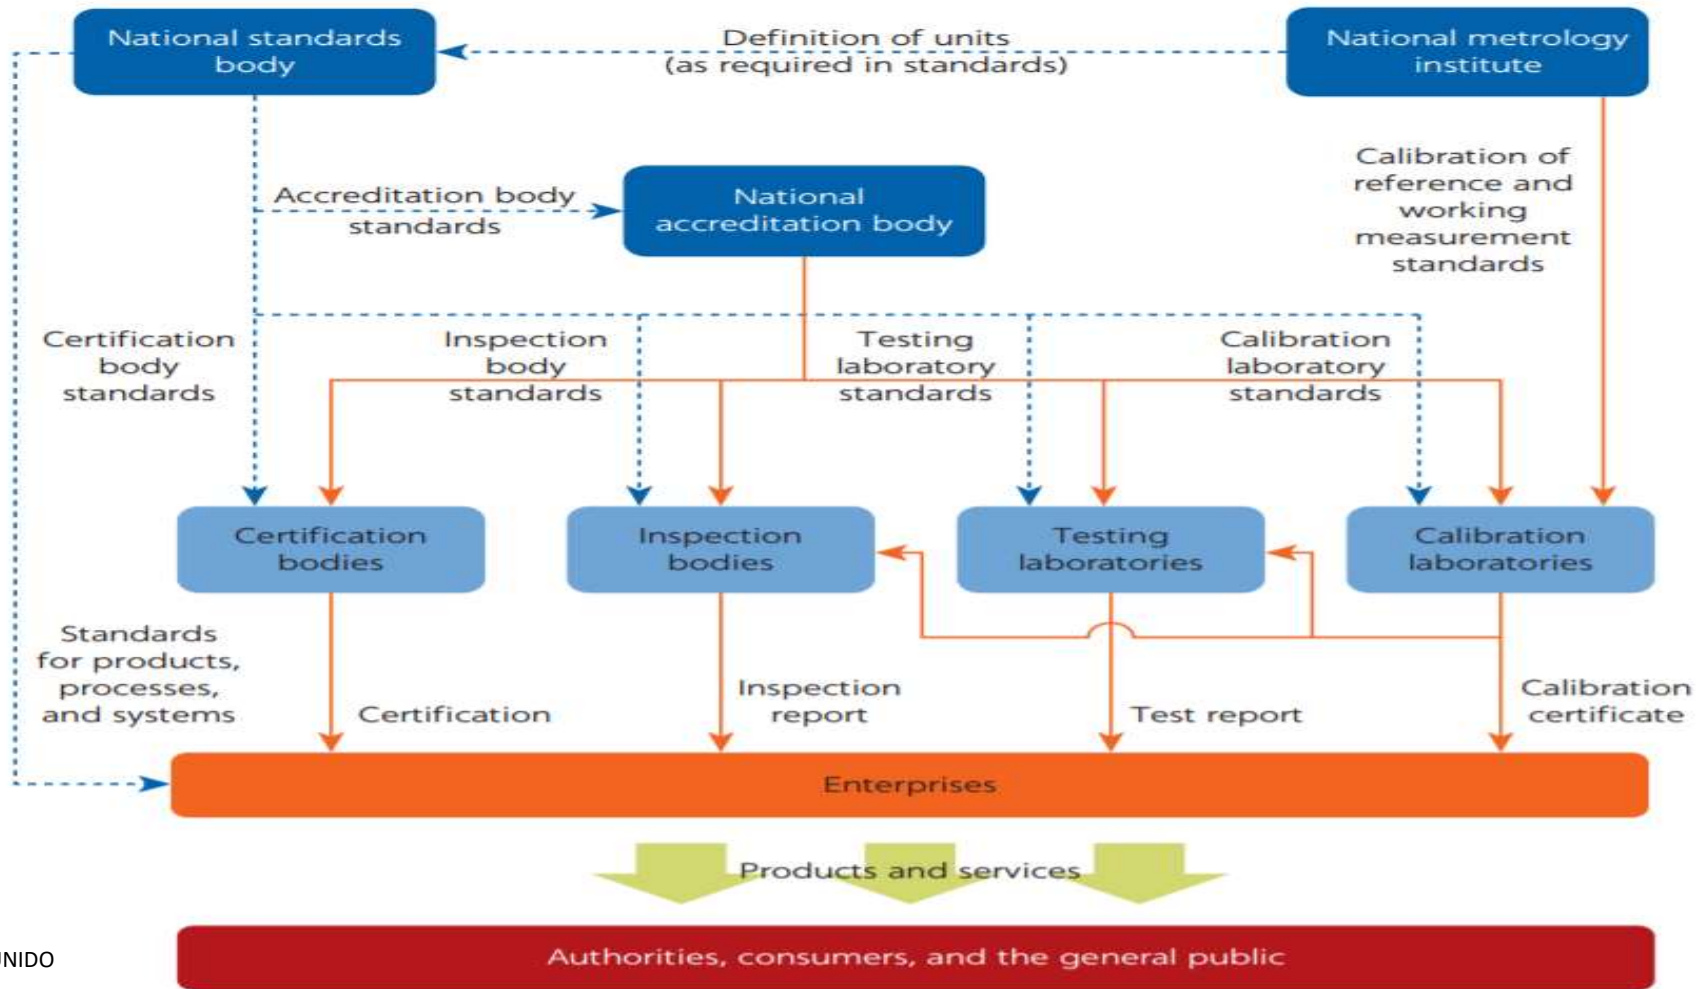 National standards
body
Definition of units
(as required in standards)
National metrology
institute
Accreditation body
standards
National
accreditation body
Calibration of
reference and
working
measurement
standards
Certification
body
standards
Inspection
body
standards
Testing
laboratory
standards
Calibration
laboratory
standards
Certification
bodies
Inspection
bodies
Testing
laboratories
Calibration
laboratories
Standards
for products,
processes,
and systems
Certification
Inspection
report
Test report
Calibration
certificate
Enterprises
Products and services
Authorities, consumers, and the general public